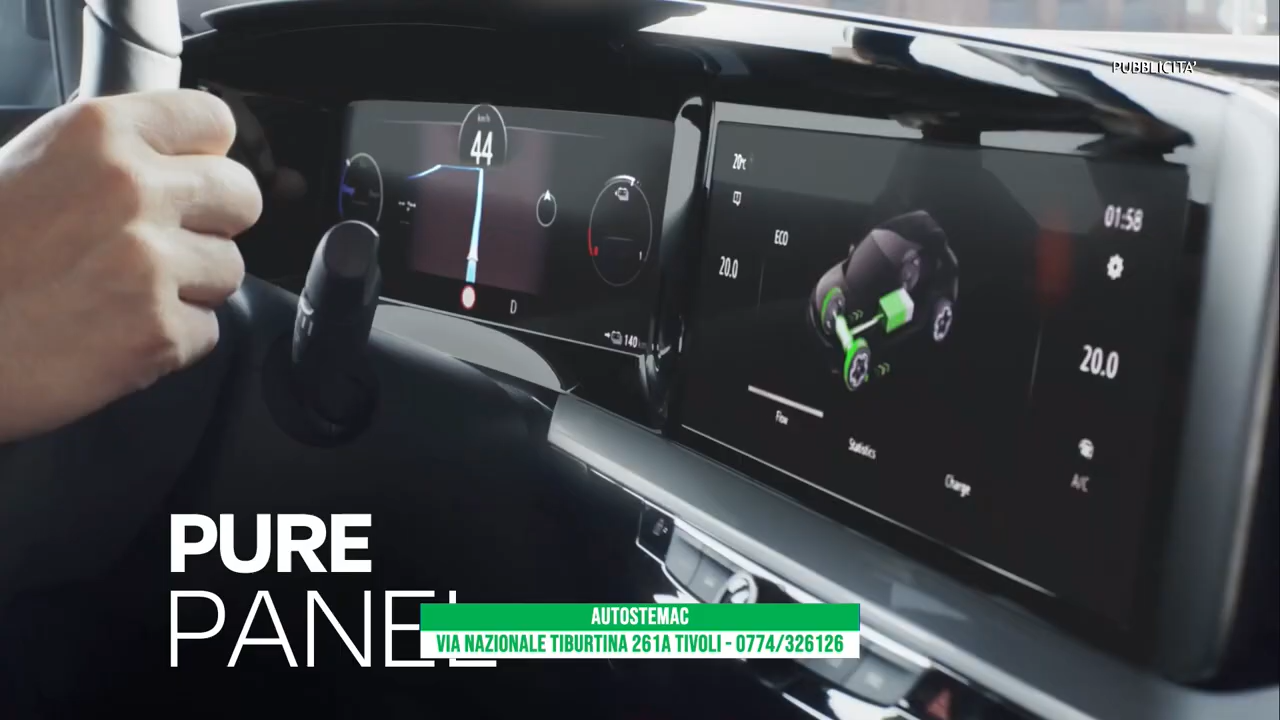 PUBBLICITA'
km/h
44
D
140
20°c
ECO
20.0
01:58
20.0
A/C
Flow
Statistics
Charge
PURE
PANEL
AUTOSTEMAC
VIA NAZIONALE TIBURTINA 261A TIVOLI - 0774/326126